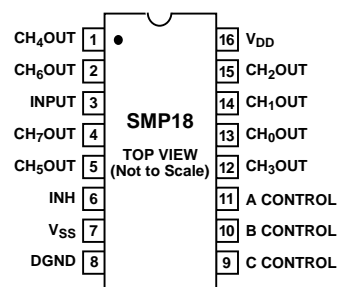 CH4OUT 1
CH6OUT 2
INPUT 3
CH7OUT 4
CH5OUT 5
INH 6
VSS 7
DGND 8
SMP18
TOP VIEW
(Not to Scale)
16 VDD
15 CH2OUT
14 CH1OUT
13 CH0OUT
12 CH3OUT
11 A CONTROL
10 B CONTROL
9 C CONTROL